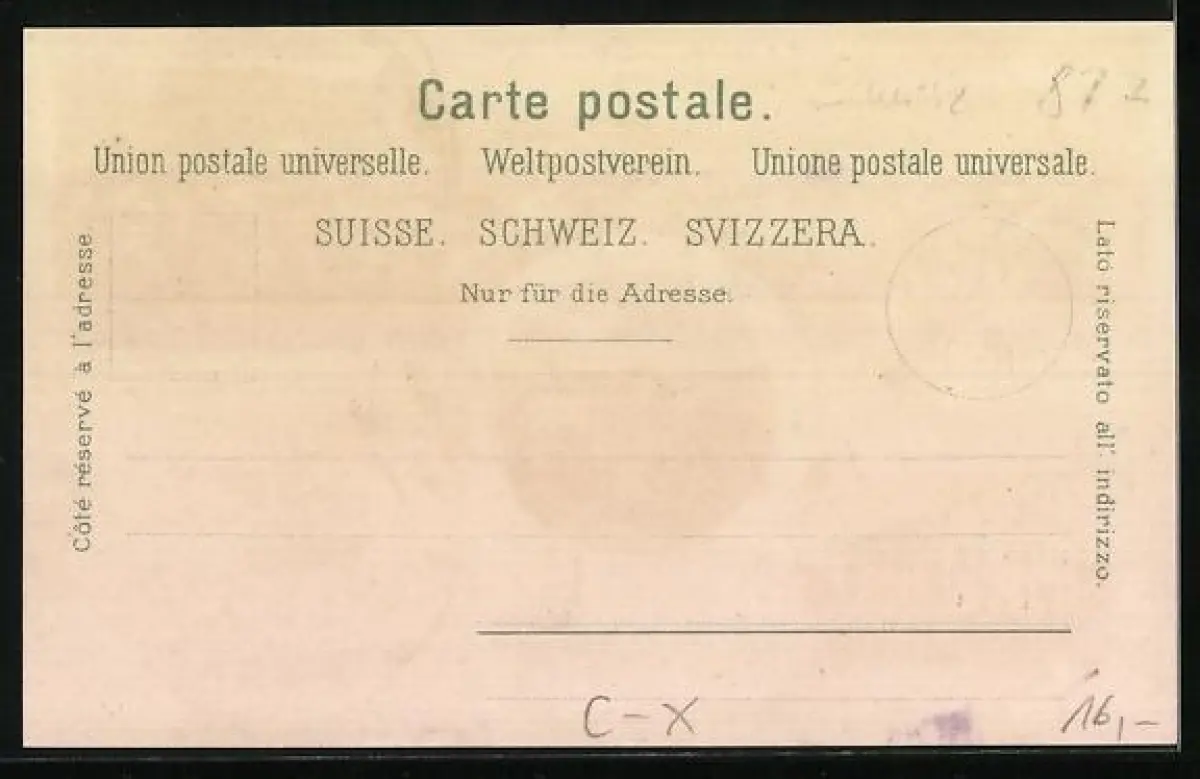 87
Carte postale.
Union postale universelle. Weltpostverein. Unione postale universale.
SUISSE. SCHWEIZ. SVIZZERA.
Nur für die Adresse.
Côté réservé à l'adresse
Lato riservato all' indirizzo.
C - X
16,-